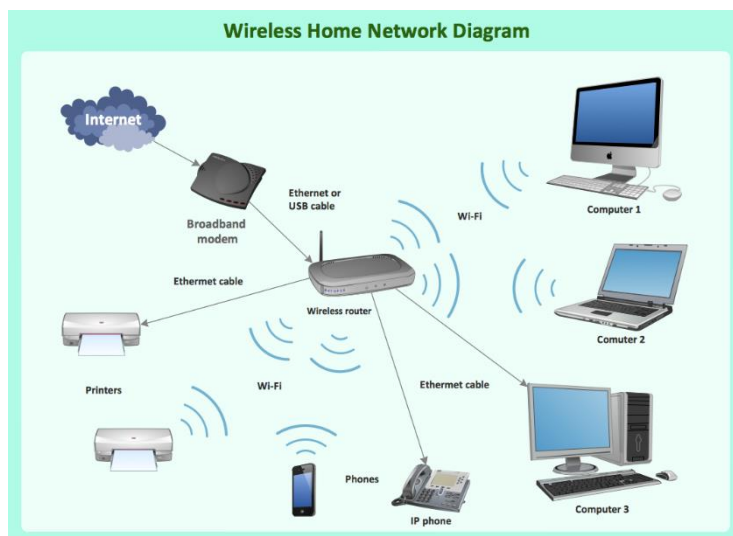 Wireless Home Network Diagram
Internet
Broadband
modem
Ethernet or
USB cable
Wi-Fi
Computer 1
Ethernet cable
Wireless router
Comuter 2
Printers
Wi-Fi
Ethermet cable
Phones
IP phone
Computer 3